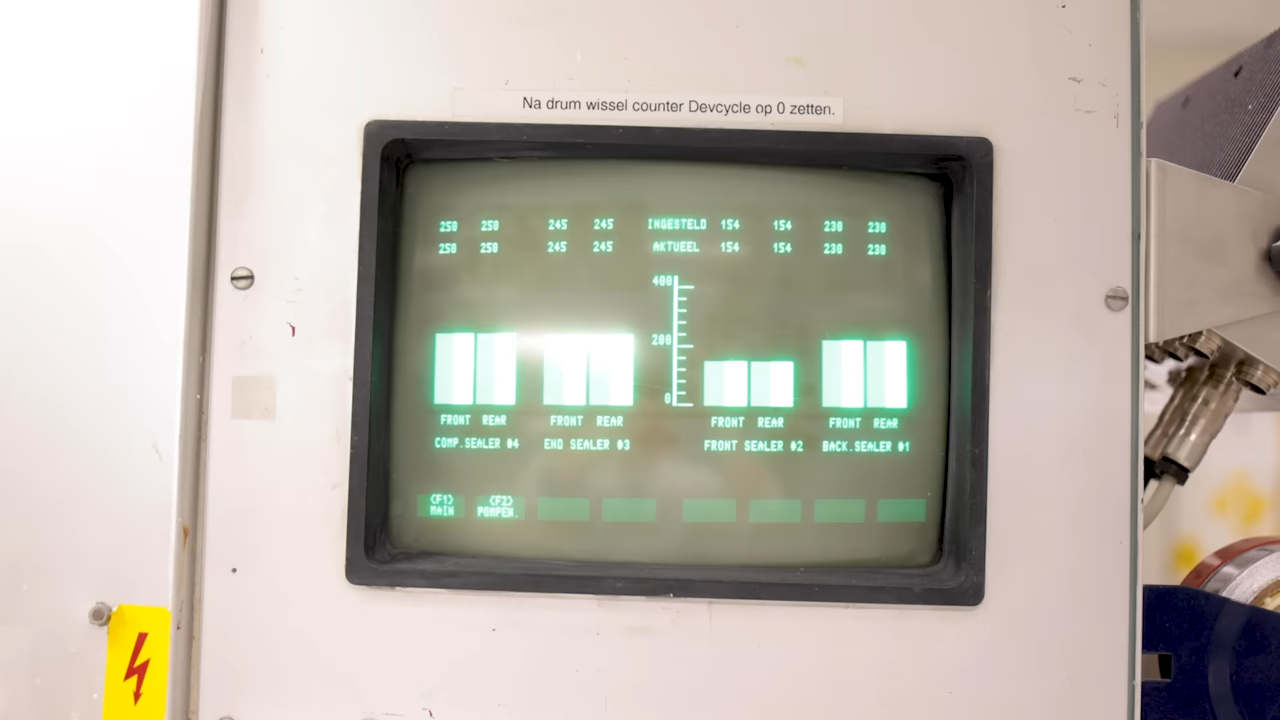 Na drum wissel counter Devcycle op 0 zetten.
250 250 245 245 INGESTELD 154 154 230 230
250 250 245 245 AKTUEEL 154 154 230 230
400
200
0
FRONT REAR FRONT REAR FRONT REAR FRONT REAR
COMP.SEALER #4 END SEALER #3 FRONT SEALER #2 BACK.SEALER #1
<F1> <F2>
MAIN POMPEN.